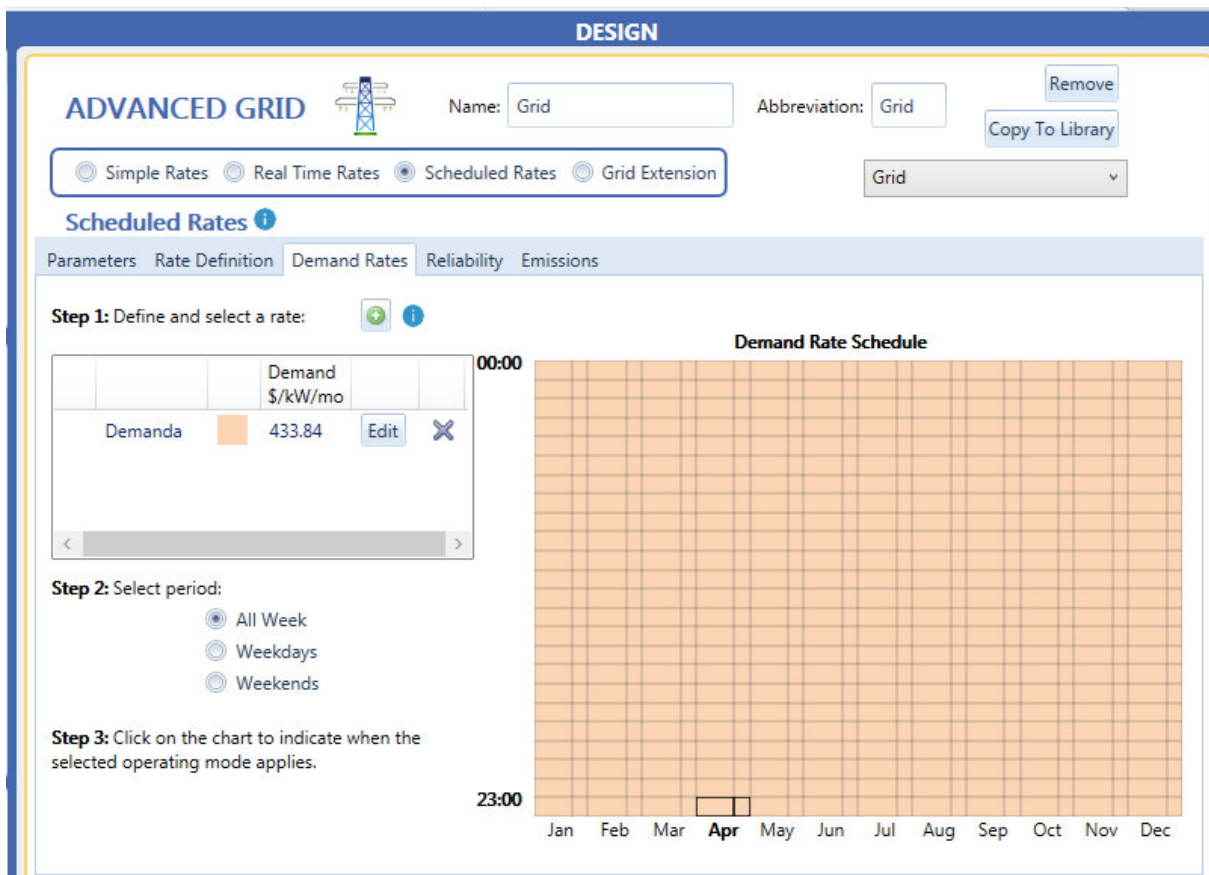 DESIGN
ADVANCED GRID
Name: Grid
Abbreviation: Grid
Remove
Copy To Library
Simple Rates Real Time Rates Scheduled Rates Grid Extension
Grid
Scheduled Rates
Parameters Rate Definition Demand Rates Reliability Emissions
Step 1: Define and select a rate:
Demand
$/kW/mo
Demanda 433.84 Edit
Step 2: Select period:
All Week
Weekdays
Weekends
Step 3: Click on the chart to indicate when the
selected operating mode applies.
Demand Rate Schedule
00:00
23:00
Jan Feb Mar Apr May Jun Jul Aug Sep Oct Nov Dec